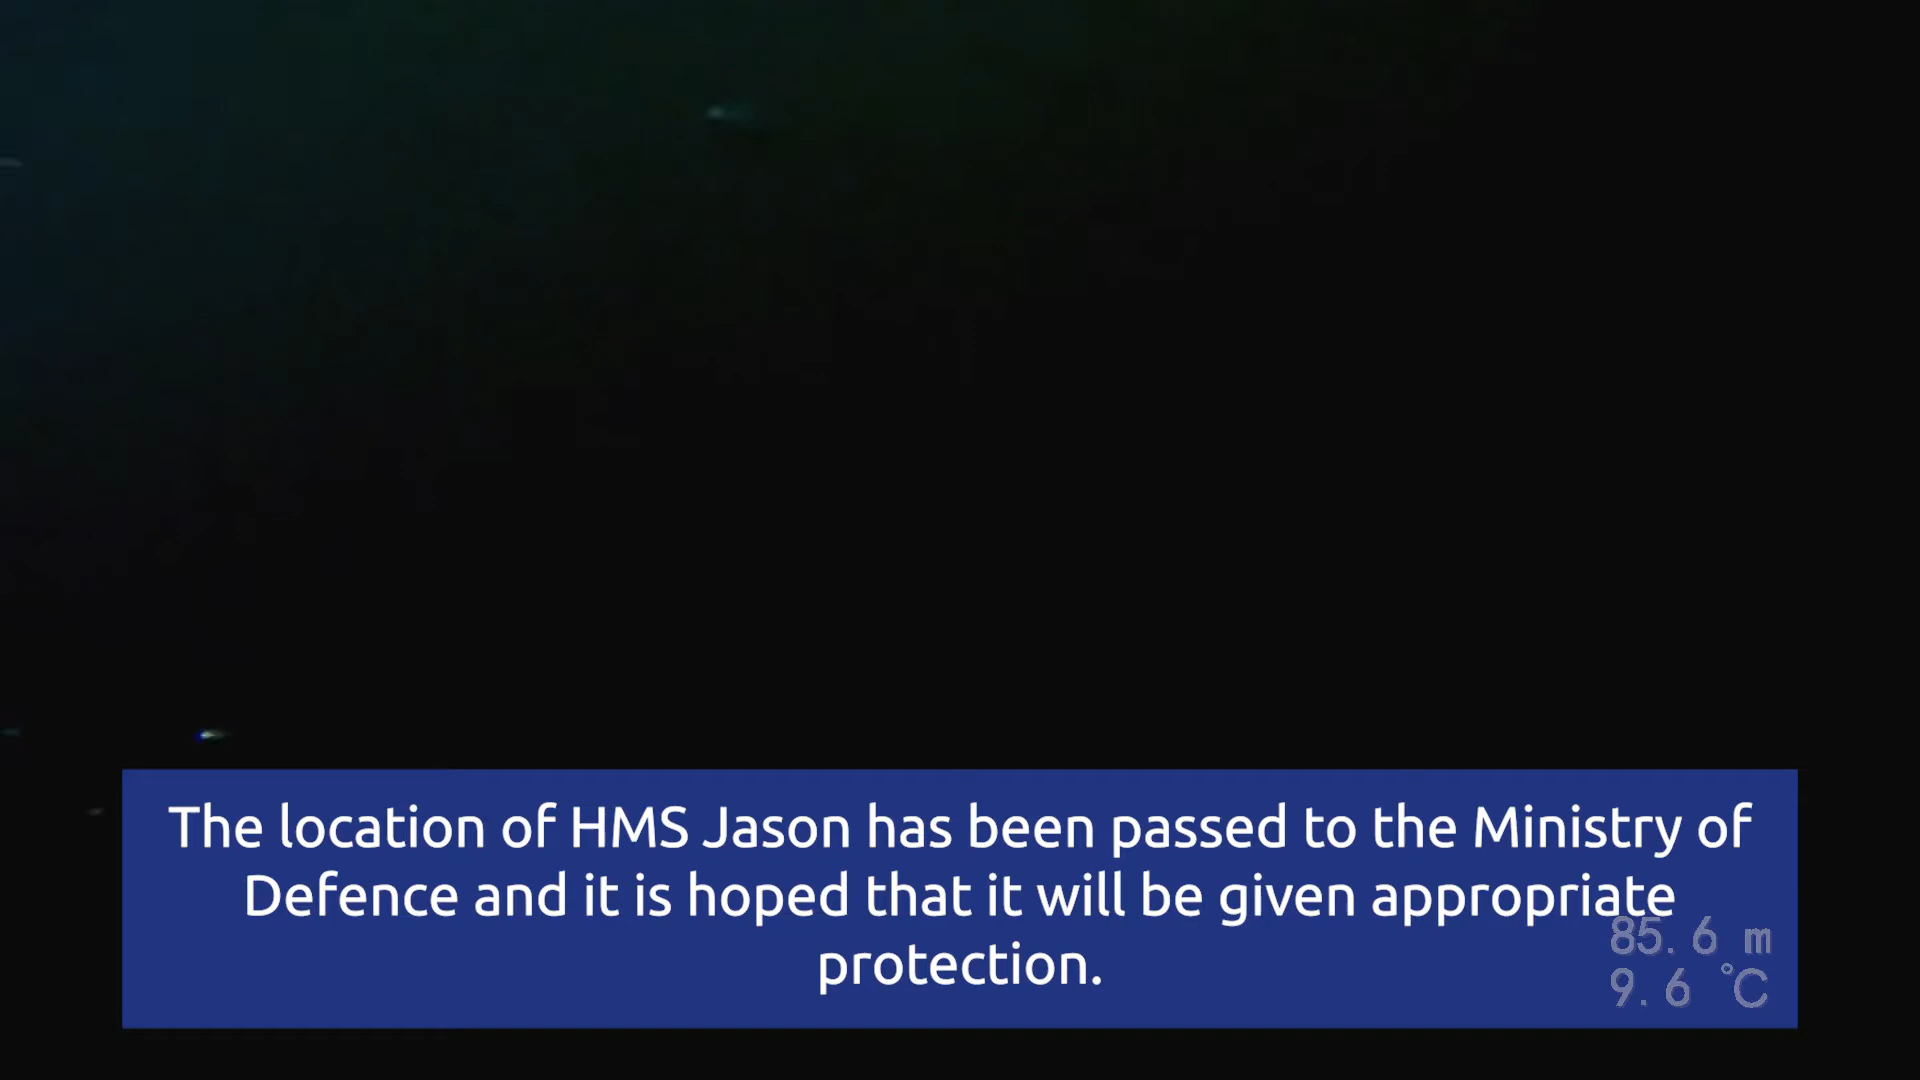 The location of HMS Jason has been passed to the Ministry of
Defence and it is hoped that it will be given appropriate
protection.
85.6 m
9.6 °C